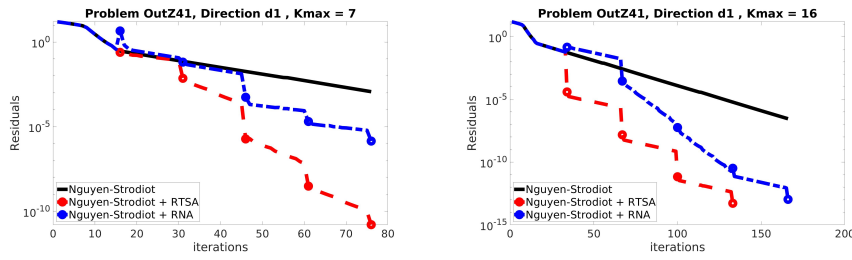 Problem OutZ41, Direction d1 , Kmax = 7
Residuals
10^0
10^-5
10^-10
Nguyen-Strodiot
Nguyen-Strodiot + RTSA
Nguyen-Strodiot + RNA
0 10 20 30 40 50 60 70 80
iterations
Problem OutZ41, Direction d1 , Kmax = 16
Residuals
10^0
10^-5
10^-10
10^-15
Nguyen-Strodiot
Nguyen-Strodiot + RTSA
Nguyen-Strodiot + RNA
0 50 100 150 200
iterations